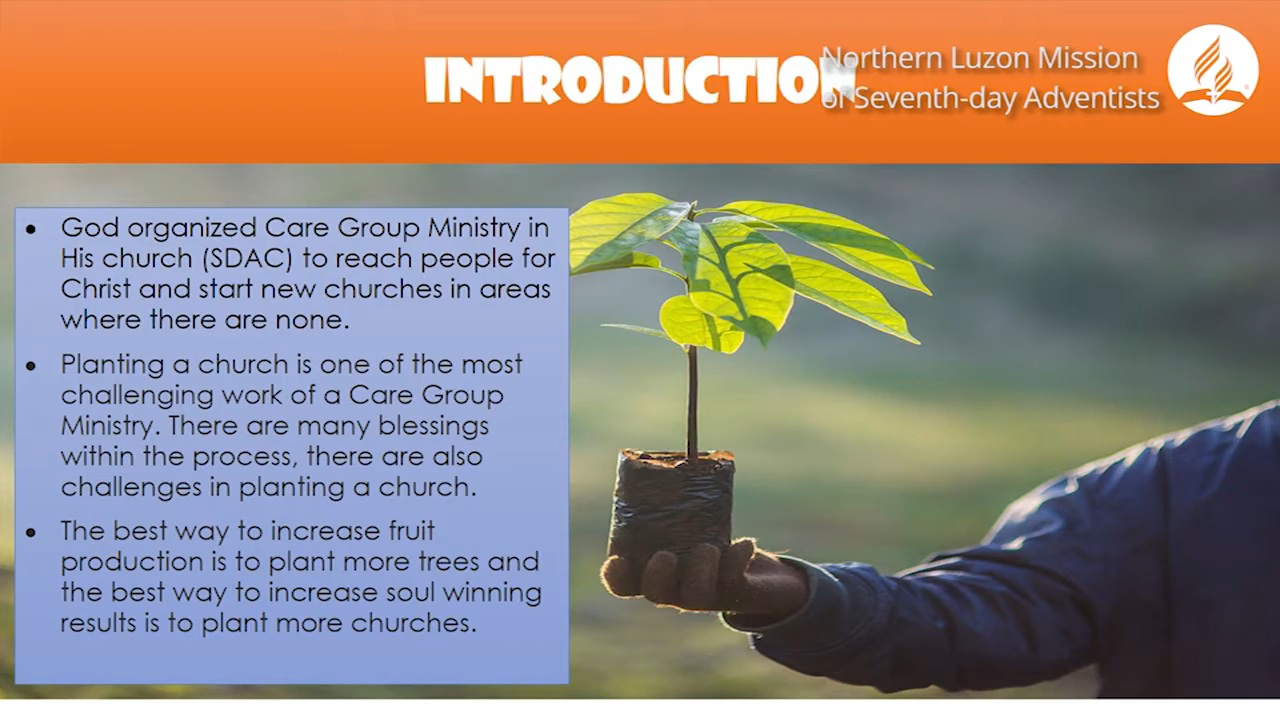 INTRODUCTION
Northern Luzon Mission
of Seventh-day Adventists
• God organized Care Group Ministry in
His church (SDAC) to reach people for
Christ and start new churches in areas
where there are none.
• Planting a church is one of the most
challenging work of a Care Group
Ministry. There are many blessings
within the process, there are also
challenges in planting a church.
• The best way to increase fruit
production is to plant more trees and
the best way to increase soul winning
results is to plant more churches.